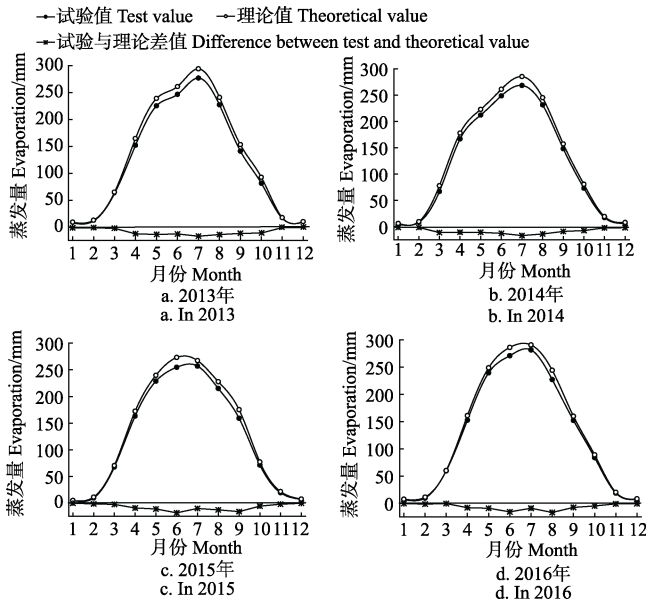 试验值 Test value 理论值 Theoretical value
试验与理论差值 Difference between test and theoretical value
蒸发量 Evaporation/mm
300
250
200
150
100
50
0
1 2 3 4 5 6 7 8 9 10 11 12
月份 Month
a. 2013年
a. In 2013
蒸发量 Evaporation/mm
300
250
200
150
100
50
0
1 2 3 4 5 6 7 8 9 10 11 12
月份 Month
b. 2014年
b. In 2014
蒸发量 Evaporation/mm
300
250
200
150
100
50
0
1 2 3 4 5 6 7 8 9 10 11 12
月份 Month
c. 2015年
c. In 2015
蒸发量 Evaporation/mm
300
250
200
150
100
50
0
1 2 3 4 5 6 7 8 9 10 11 12
月份 Month
d. 2016年
d. In 2016